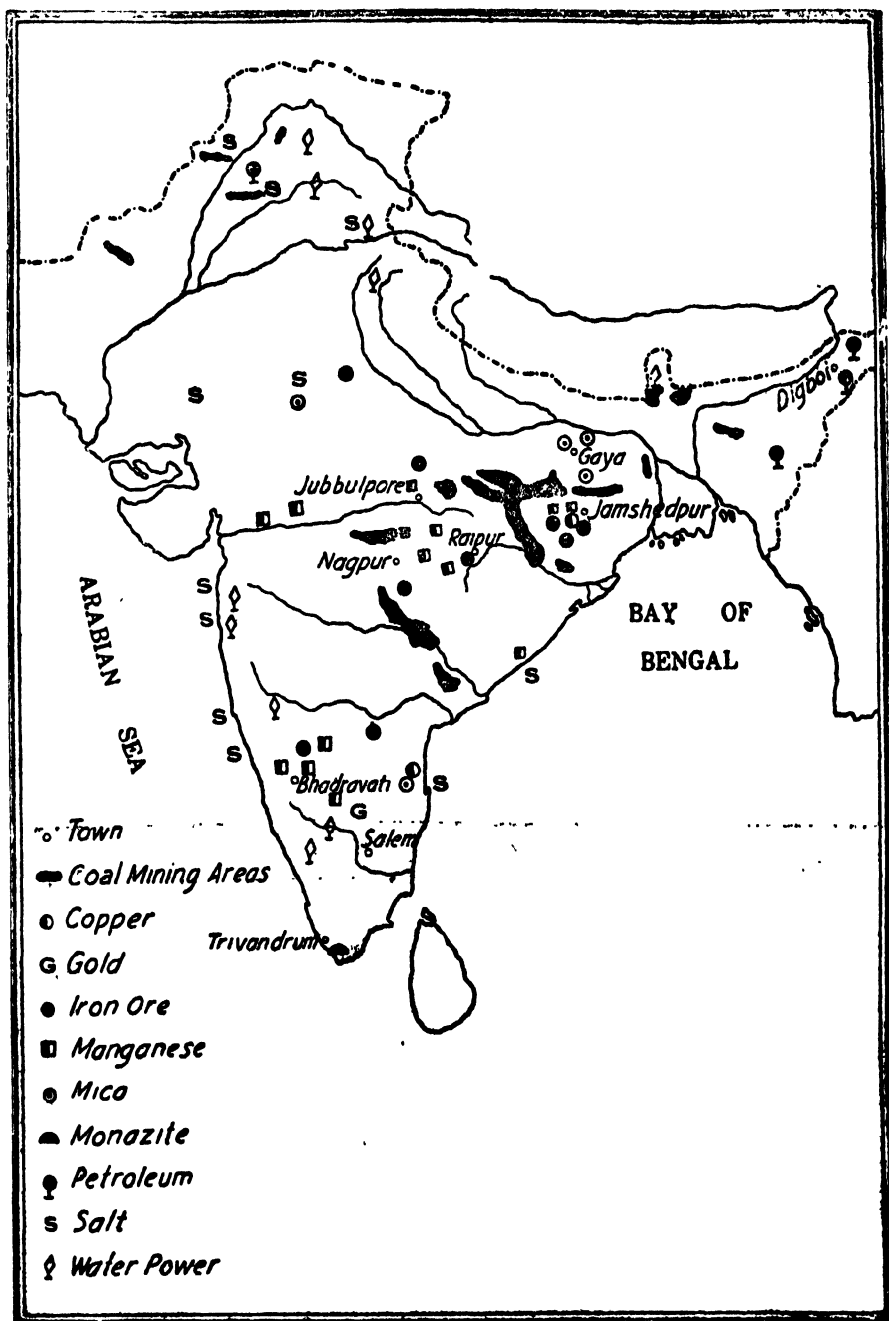 S
S
S
S
S
Digboi
Gaya
Jubbulpore
Jamshedpur
Raipur
Nagpur
ARABIAN SEA
S
S
BAY OF
BENGAL
S
S
S
Bhadravati
S
G
Salem
Trivandrum
Town
Coal Mining Areas
Copper
G Gold
Iron Ore
Manganese
Mica
Monazite
Petroleum
S Salt
Water Power